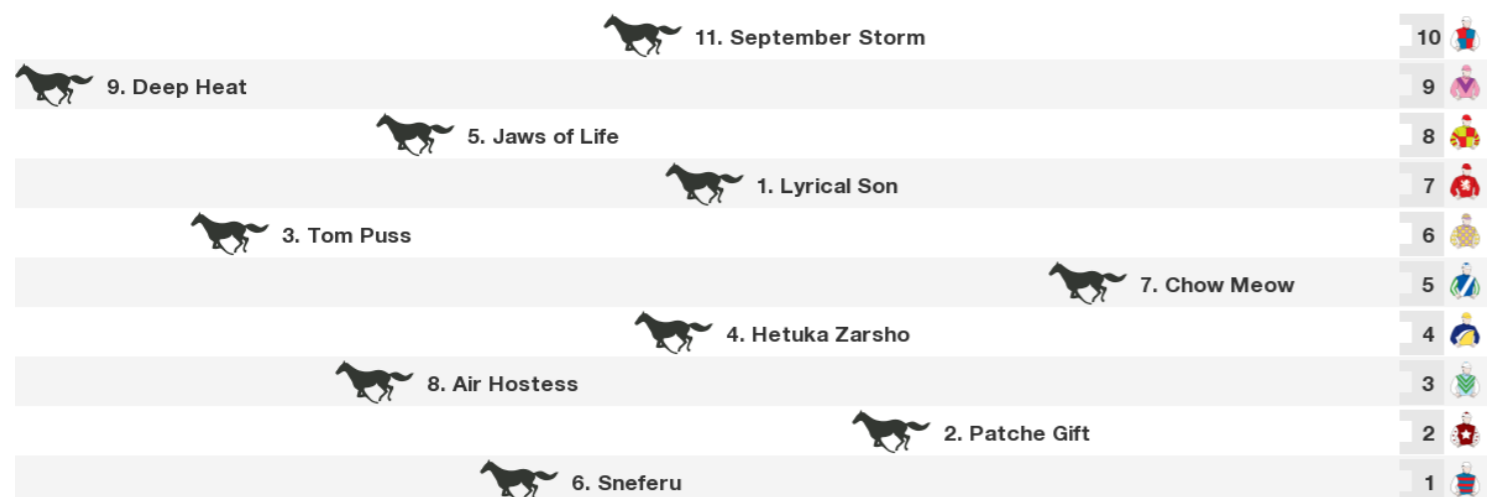 11. September Storm 10
9. Deep Heat 9
5. Jaws of Life 8
1. Lyrical Son 7
3. Tom Puss 6
7. Chow Meow 5
4. Hetuka Zarsho 4
8. Air Hostess 3
2. Patche Gift 2
6. Sneferu 1